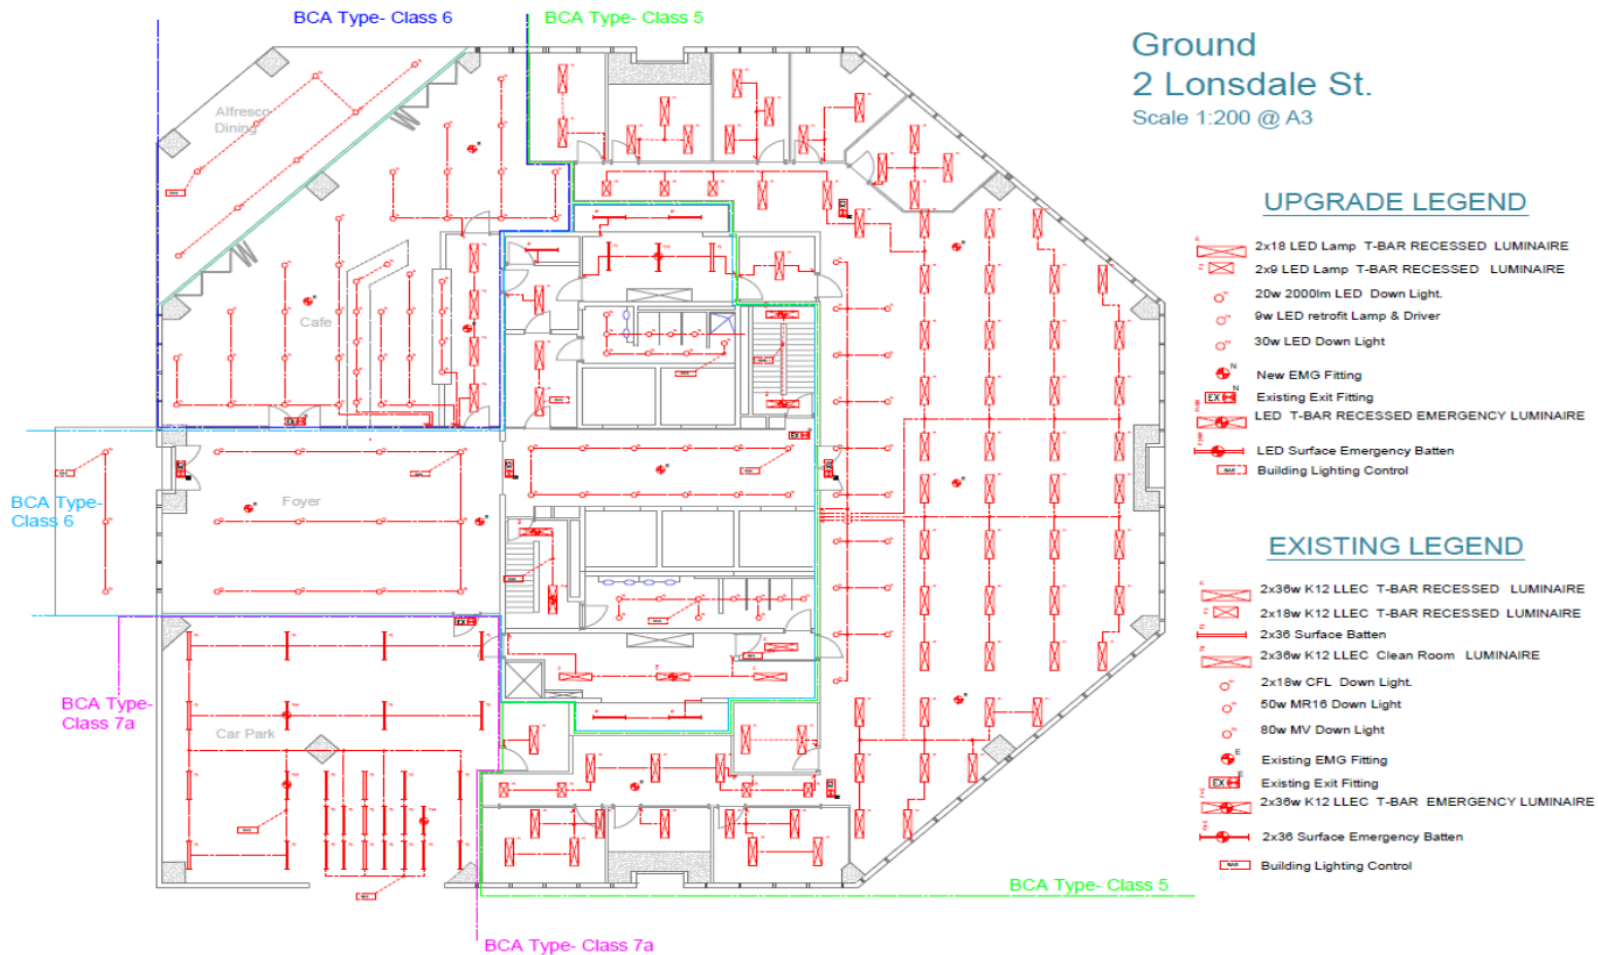 BCA Type- Class 6
BCA Type- Class 5
Ground
2 Lonsdale St.
Scale 1:200 @ A3
Alfresco
Dining
Cafe
Foyer
BCA Type-
Class 6
BCA Type-
Class 7a
Car Park
BCA Type- Class 5
BCA Type- Class 7a
UPGRADE LEGEND
2x18 LED Lamp T-BAR RECESSED LUMINAIRE
2x9 LED Lamp T-BAR RECESSED LUMINAIRE
20w 2000lm LED Down Light.
9w LED retrofit Lamp & Driver
30w LED Down Light
N
New EMG Fitting
N
EX
Existing Exit Fitting
LED T-BAR RECESSED EMERGENCY LUMINAIRE
LED Surface Emergency Batten
Building Lighting Control
EXISTING LEGEND
2x36w K12 LLEC T-BAR RECESSED LUMINAIRE
2x18w K12 LLEC T-BAR RECESSED LUMINAIRE
2x36 Surface Batten
2x36w K12 LLEC Clean Room LUMINAIRE
2x18w CFL Down Light.
50w MR16 Down Light
80w MV Down Light
E
Existing EMG Fitting
E
EX
Existing Exit Fitting
2x36w K12 LLEC T-BAR EMERGENCY LUMINAIRE
2x36 Surface Emergency Batten
Building Lighting Control